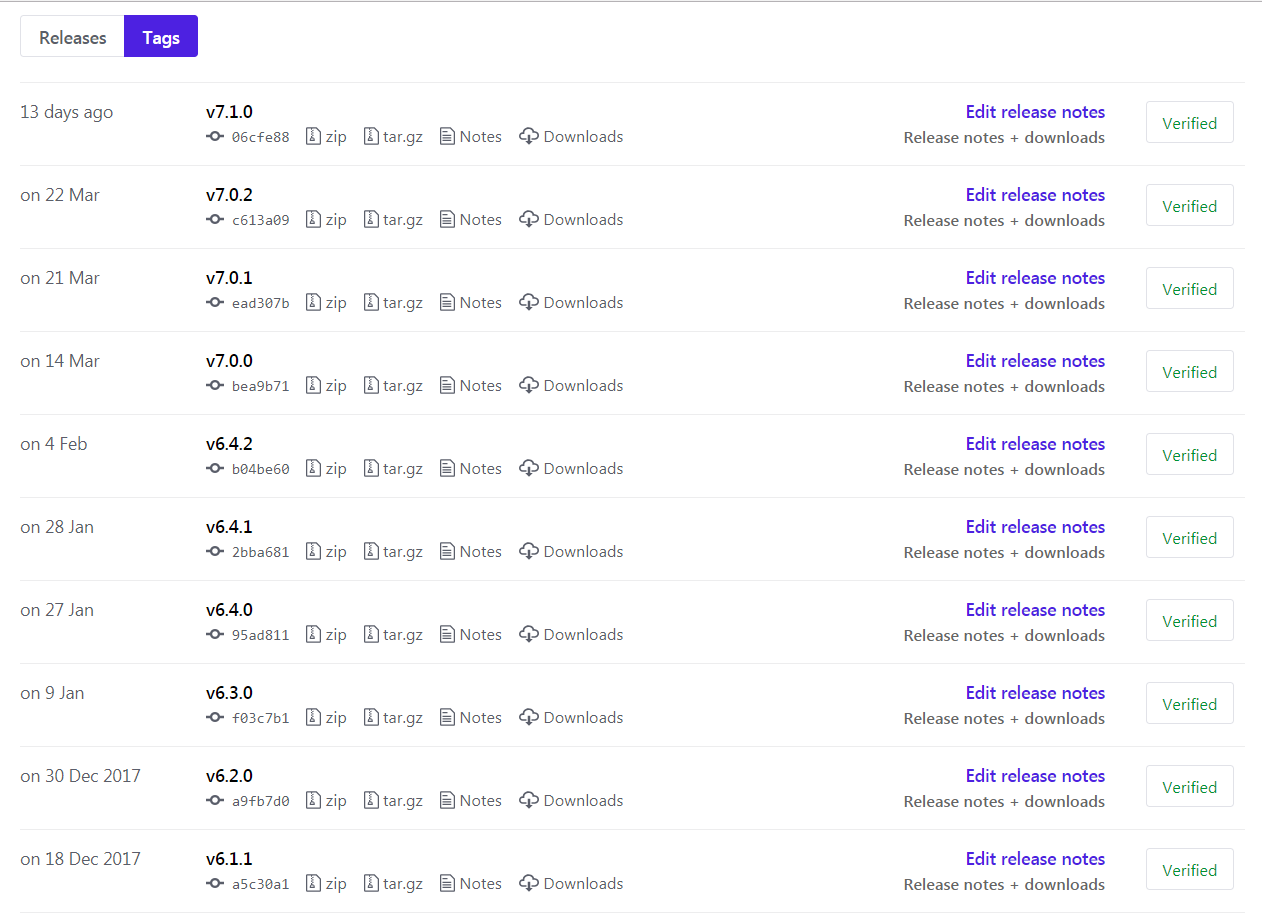 Releases Tags
13 days ago v7.1.0 Edit release notes Verified
06cfe88 zip tar.gz Notes Downloads Release notes + downloads
on 22 Mar v7.0.2 Edit release notes Verified
c613a09 zip tar.gz Notes Downloads Release notes + downloads
on 21 Mar v7.0.1 Edit release notes Verified
ead307b zip tar.gz Notes Downloads Release notes + downloads
on 14 Mar v7.0.0 Edit release notes Verified
bea9b71 zip tar.gz Notes Downloads Release notes + downloads
on 4 Feb v6.4.2 Edit release notes Verified
b04be60 zip tar.gz Notes Downloads Release notes + downloads
on 28 Jan v6.4.1 Edit release notes Verified
2bba681 zip tar.gz Notes Downloads Release notes + downloads
on 27 Jan v6.4.0 Edit release notes Verified
95ad811 zip tar.gz Notes Downloads Release notes + downloads
on 9 Jan v6.3.0 Edit release notes Verified
f03c7b1 zip tar.gz Notes Downloads Release notes + downloads
on 30 Dec 2017 v6.2.0 Edit release notes Verified
a9fb7d0 zip tar.gz Notes Downloads Release notes + downloads
on 18 Dec 2017 v6.1.1 Edit release notes Verified
a5c30a1 zip tar.gz Notes Downloads Release notes + downloads